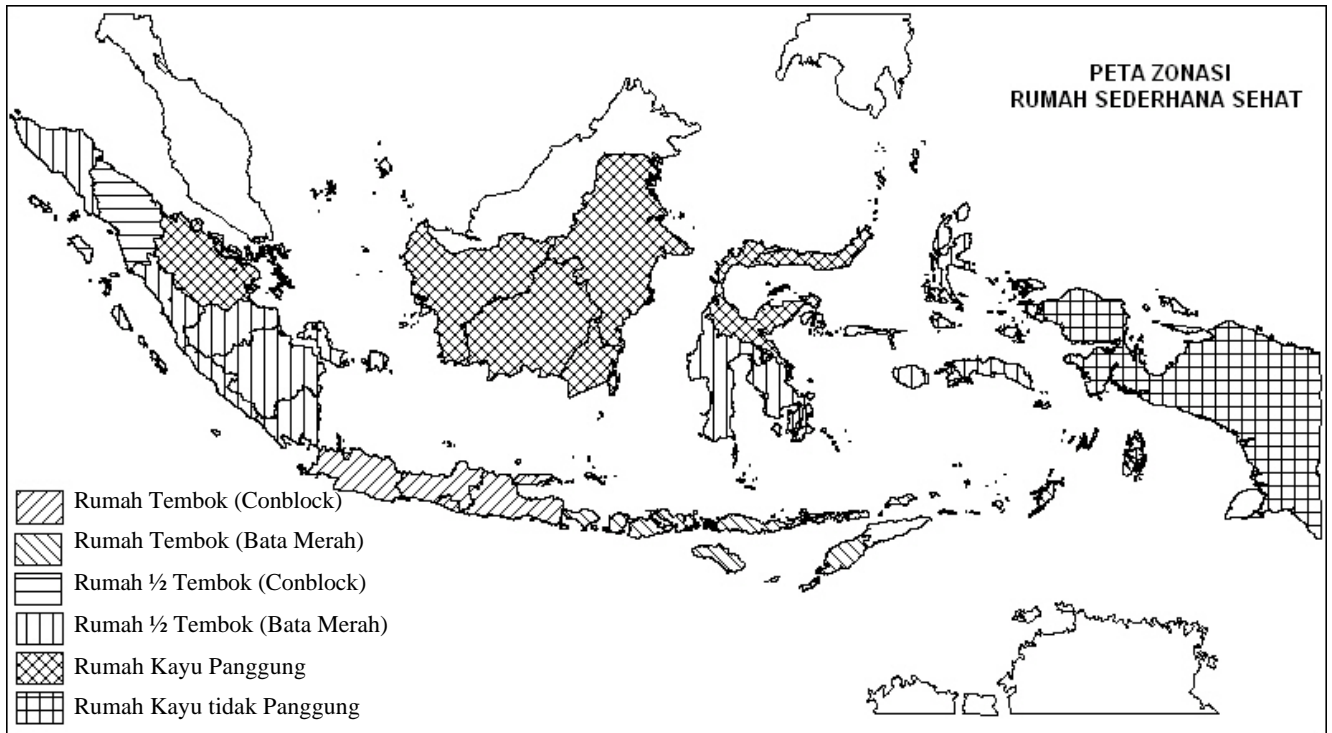 PETA ZONASI
RUMAH SEDERHANA SEHAT
Rumah Tembok (Conblock)
Rumah Tembok (Bata Merah)
Rumah ½ Tembok (Conblock)
Rumah ½ Tembok (Bata Merah)
Rumah Kayu Panggung
Rumah Kayu tidak Panggung